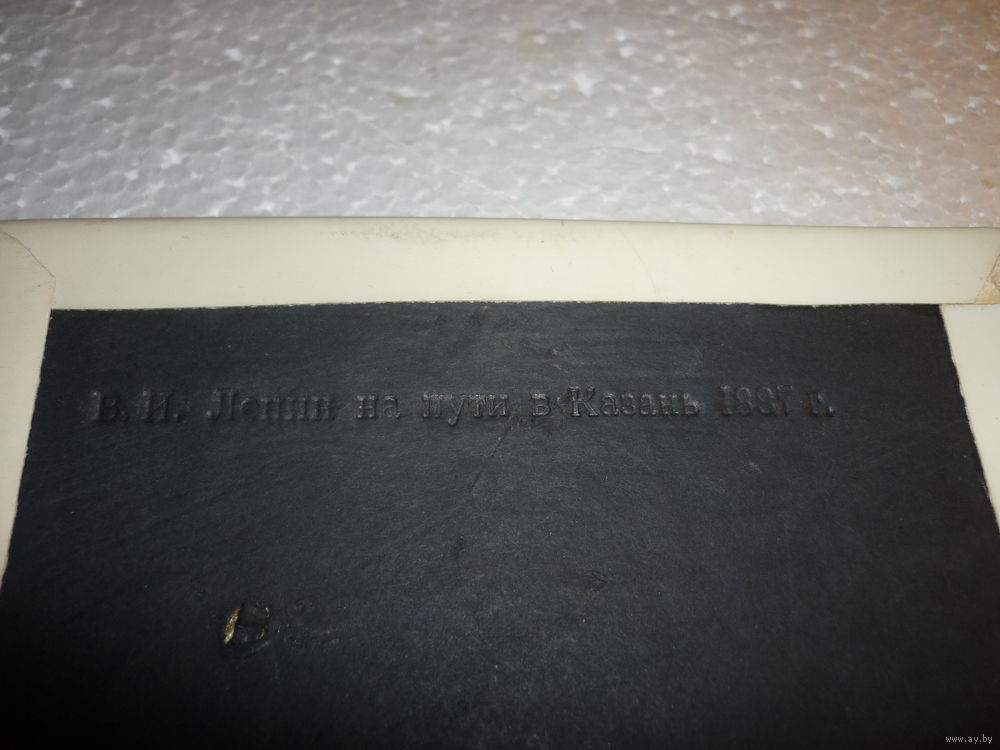 В. И. Ленин на пути в Казань 1887 г.
www.ay.by